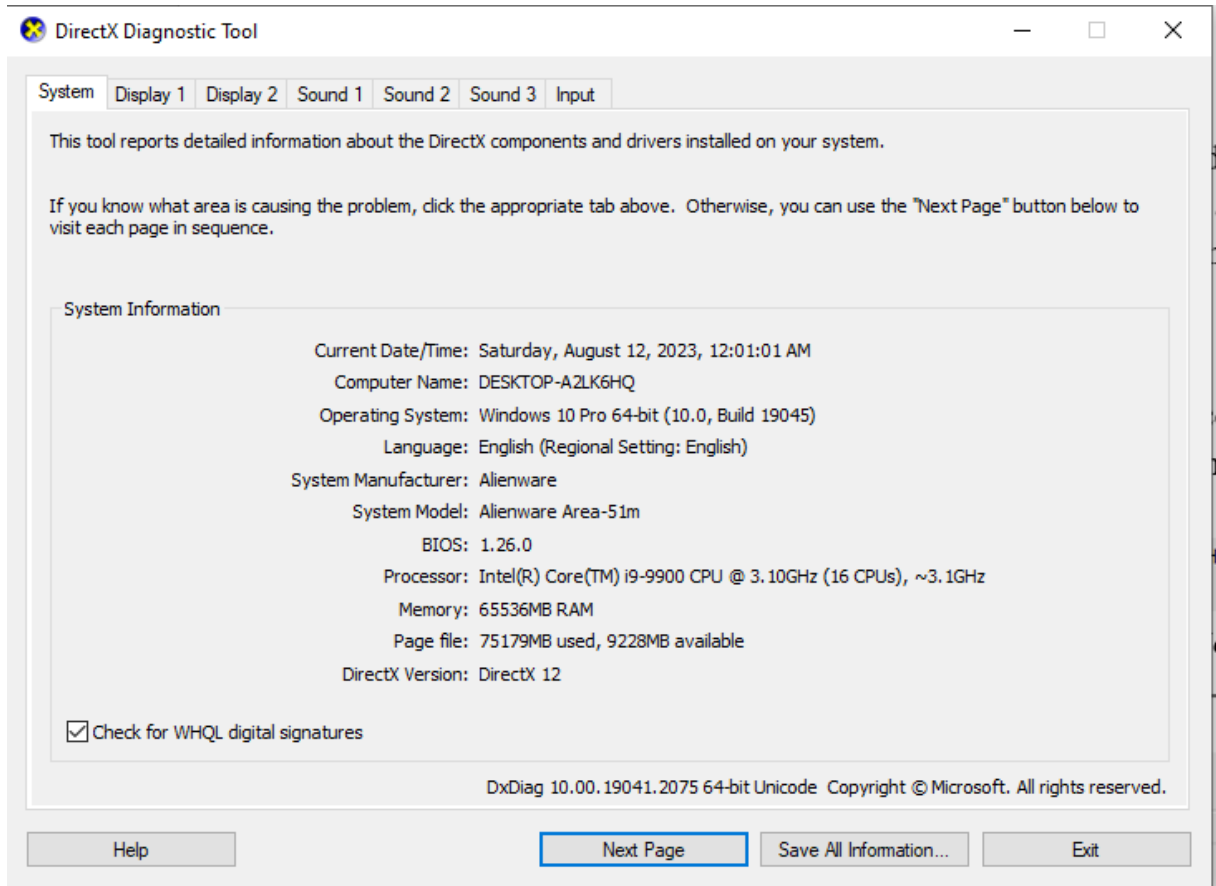 DirectX Diagnostic Tool
System Display 1 Display 2 Sound 1 Sound 2 Sound 3 Input
This tool reports detailed information about the DirectX components and drivers installed on your system.
If you know what area is causing the problem, click the appropriate tab above.  Otherwise, you can use the "Next Page" button below to
visit each page in sequence.
System Information
Current Date/Time: Saturday, August 12, 2023, 12:01:01 AM
Computer Name: DESKTOP-A2LK6HQ
Operating System: Windows 10 Pro 64-bit (10.0, Build 19045)
Language: English (Regional Setting: English)
System Manufacturer: Alienware
System Model: Alienware Area-51m
BIOS: 1.26.0
Processor: Intel(R) Core(TM) i9-9900 CPU @ 3.10GHz (16 CPUs), ~3.1GHz
Memory: 65536MB RAM
Page file: 75179MB used, 9228MB available
DirectX Version: DirectX 12
Check for WHQL digital signatures
DxDiag 10.00.19041.2075 64-bit Unicode  Copyright © Microsoft. All rights reserved.
Help Next Page Save All Information... Exit